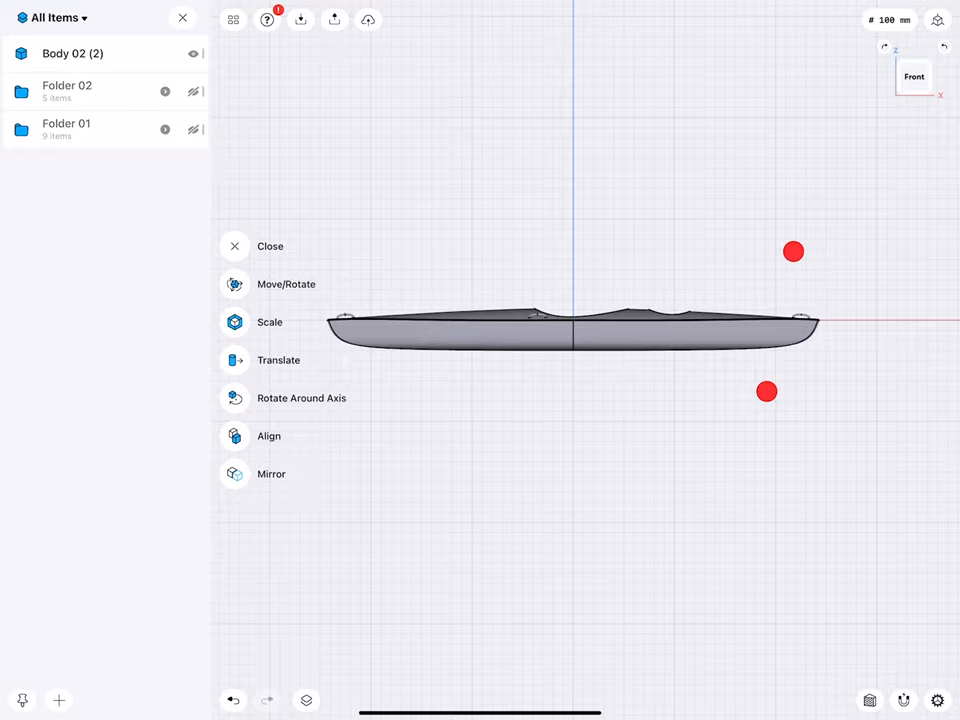 All Items
Body 02 (2)
Folder 02
5 items
Folder 01
9 items
?
!
# 100 mm
Z
Front
X
Close
Move/Rotate
Scale
Translate
Rotate Around Axis
Align
Mirror